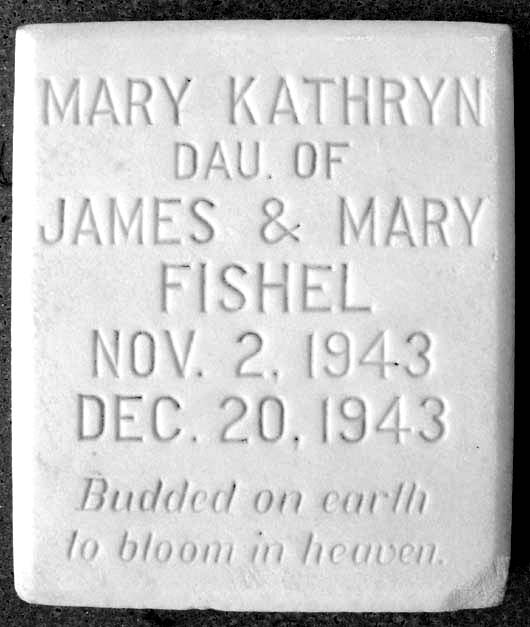 MARY KATHRYN
DAU. OF
JAMES & MARY
FISHEL
NOV. 2, 1943
DEC. 20, 1943
Budded on earth
to bloom in heaven.